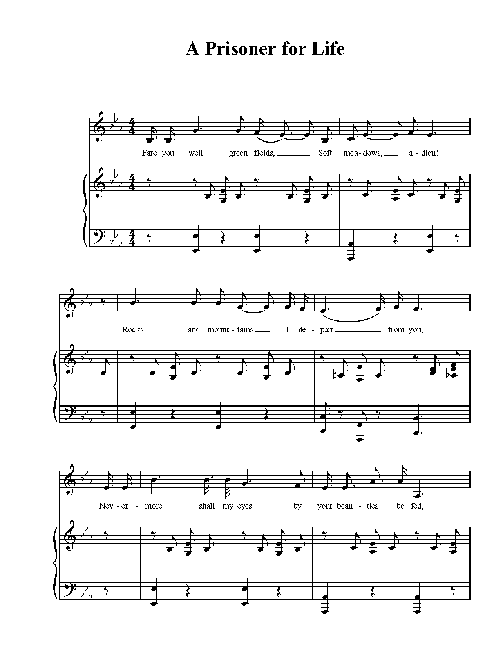 A Prisoner for Life
Fare you well green fields, Soft mea-dows, a-dieu!
Rocks and moun-tains I de-part from you,
Nev-er-more shall my eyes by your beau-ties be fed,